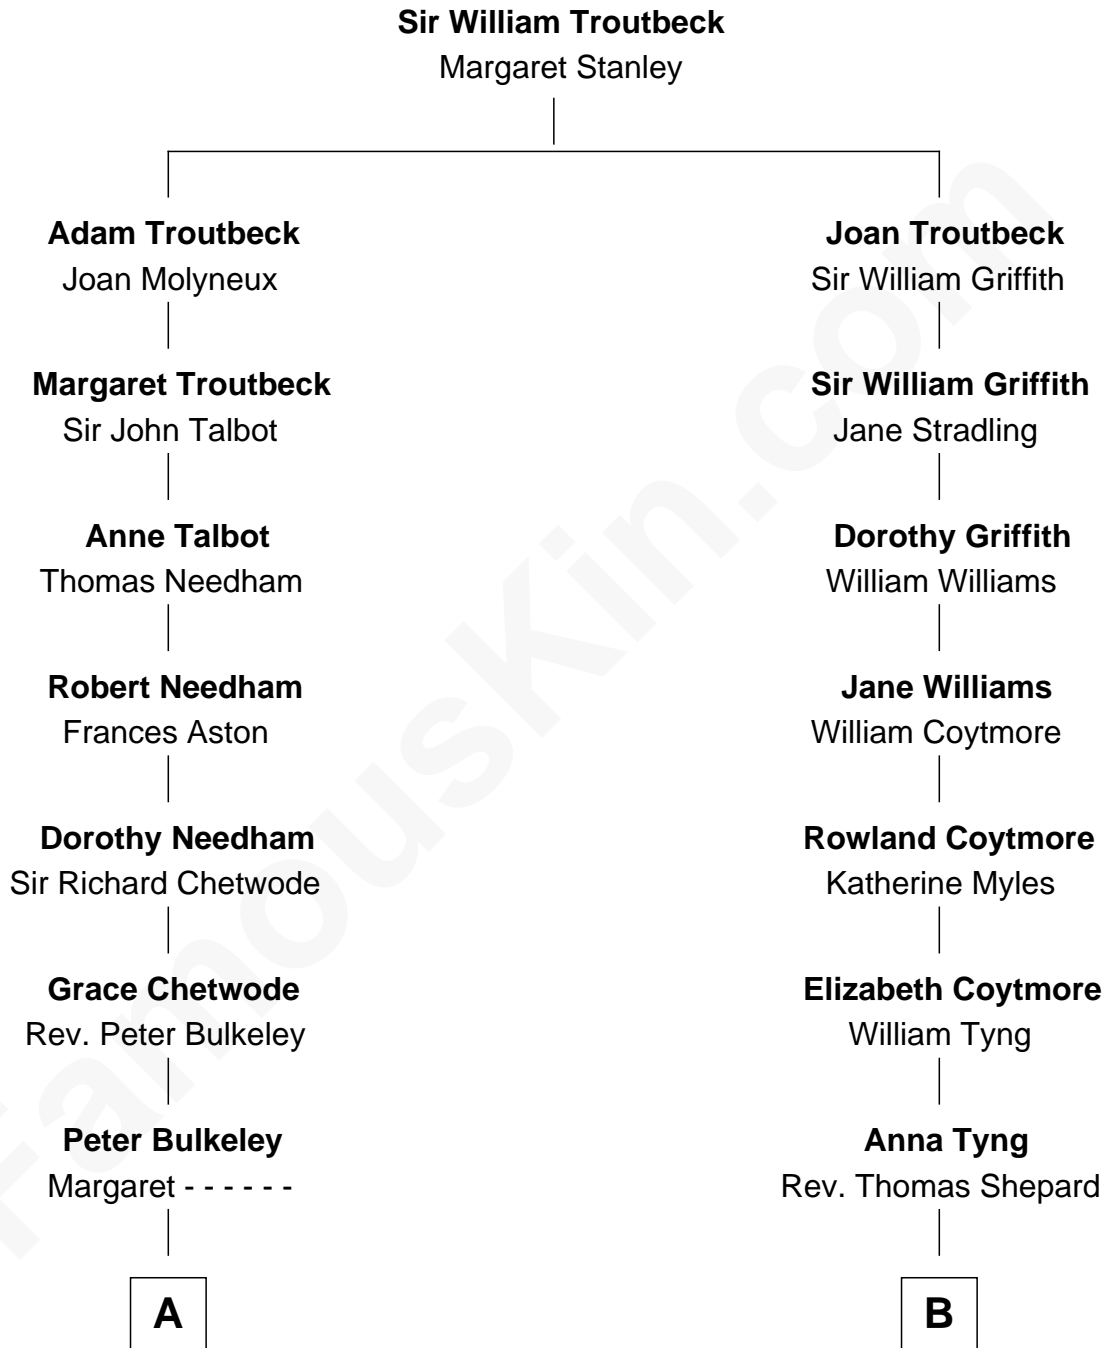 Sir William Troutbeck
Margaret Stanley
Adam Troutbeck
Joan Molyneux
Margaret Troutbeck
Sir John Talbot
Anne Talbot
Thomas Needham
Robert Needham
Frances Aston
Dorothy Needham
Sir Richard Chetwode
Grace Chetwode
Rev. Peter Bulkeley
Peter Bulkeley
Margaret - - - - - -
A
Joan Troutbeck
Sir William Griffith
Sir William Griffith
Jane Stradling
Dorothy Griffith
William Williams
Jane Williams
William Coytmore
Rowland Coytmore
Katherine Myles
Elizabeth Coytmore
William Tyng
Anna Tyng
Rev. Thomas Shepard
B
FamousKin.com